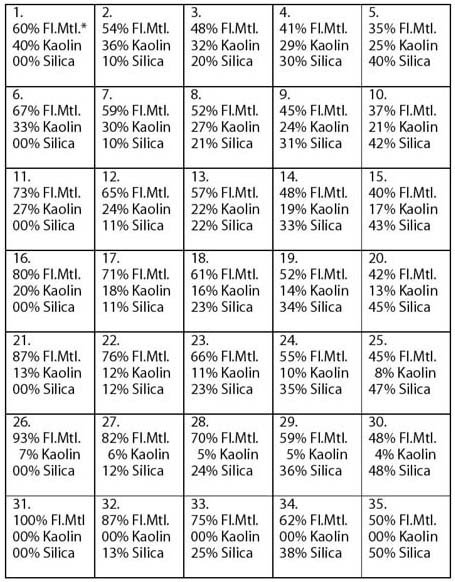 1.
60% Fl.Mtl.*
40% Kaolin
00% Silica
2.
54% Fl.Mtl.
36% Kaolin
10% Silica
3.
48% Fl.Mtl.
32% Kaolin
20% Silica
4.
41% Fl.Mtl.
29% Kaolin
30% Silica
5.
35% Fl.Mtl.
25% Kaolin
40% Silica
6.
67% Fl.Mtl.
33% Kaolin
00% Silica
7.
59% Fl.Mtl.
30% Kaolin
10% Silica
8.
52% Fl.Mtl.
27% Kaolin
21% Silica
9.
45% Fl.Mtl.
24% Kaolin
31% Silica
10.
37% Fl.Mtl.
21% Kaolin
42% Silica
11.
73% Fl.Mtl.
27% Kaolin
00% Silica
12.
65% Fl.Mtl.
24% Kaolin
11% Silica
13.
57% Fl.Mtl.
22% Kaolin
22% Silica
14.
48% Fl.Mtl.
19% Kaolin
33% Silica
15.
40% Fl.Mtl.
17% Kaolin
43% Silica
16.
80% Fl.Mtl.
20% Kaolin
00% Silica
17.
71% Fl.Mtl.
18% Kaolin
11% Silica
18.
61% Fl.Mtl.
16% Kaolin
23% Silica
19.
52% Fl.Mtl.
14% Kaolin
34% Silica
20.
42% Fl.Mtl.
13% Kaolin
45% Silica
21.
87% Fl.Mtl.
13% Kaolin
00% Silica
22.
76% Fl.Mtl.
12% Kaolin
12% Silica
23.
66% Fl.Mtl.
11% Kaolin
23% Silica
24.
55% Fl.Mtl.
10% Kaolin
35% Silica
25.
45% Fl.Mtl.
8% Kaolin
47% Silica
26.
93% Fl.Mtl.
7% Kaolin
00% Silica
27.
82% Fl.Mtl.
6% Kaolin
12% Silica
28.
70% Fl.Mtl.
5% Kaolin
24% Silica
29.
59% Fl.Mtl.
5% Kaolin
36% Silica
30.
48% Fl.Mtl.
4% Kaolin
48% Silica
31.
100% Fl.Mtl
00% Kaolin
00% Silica
32.
87% Fl.Mtl.
00% Kaolin
13% Silica
33.
75% Fl.Mtl.
00% Kaolin
25% Silica
34.
62% Fl.Mtl.
00% Kaolin
38% Silica
35.
50% Fl.Mtl.
00% Kaolin
50% Silica